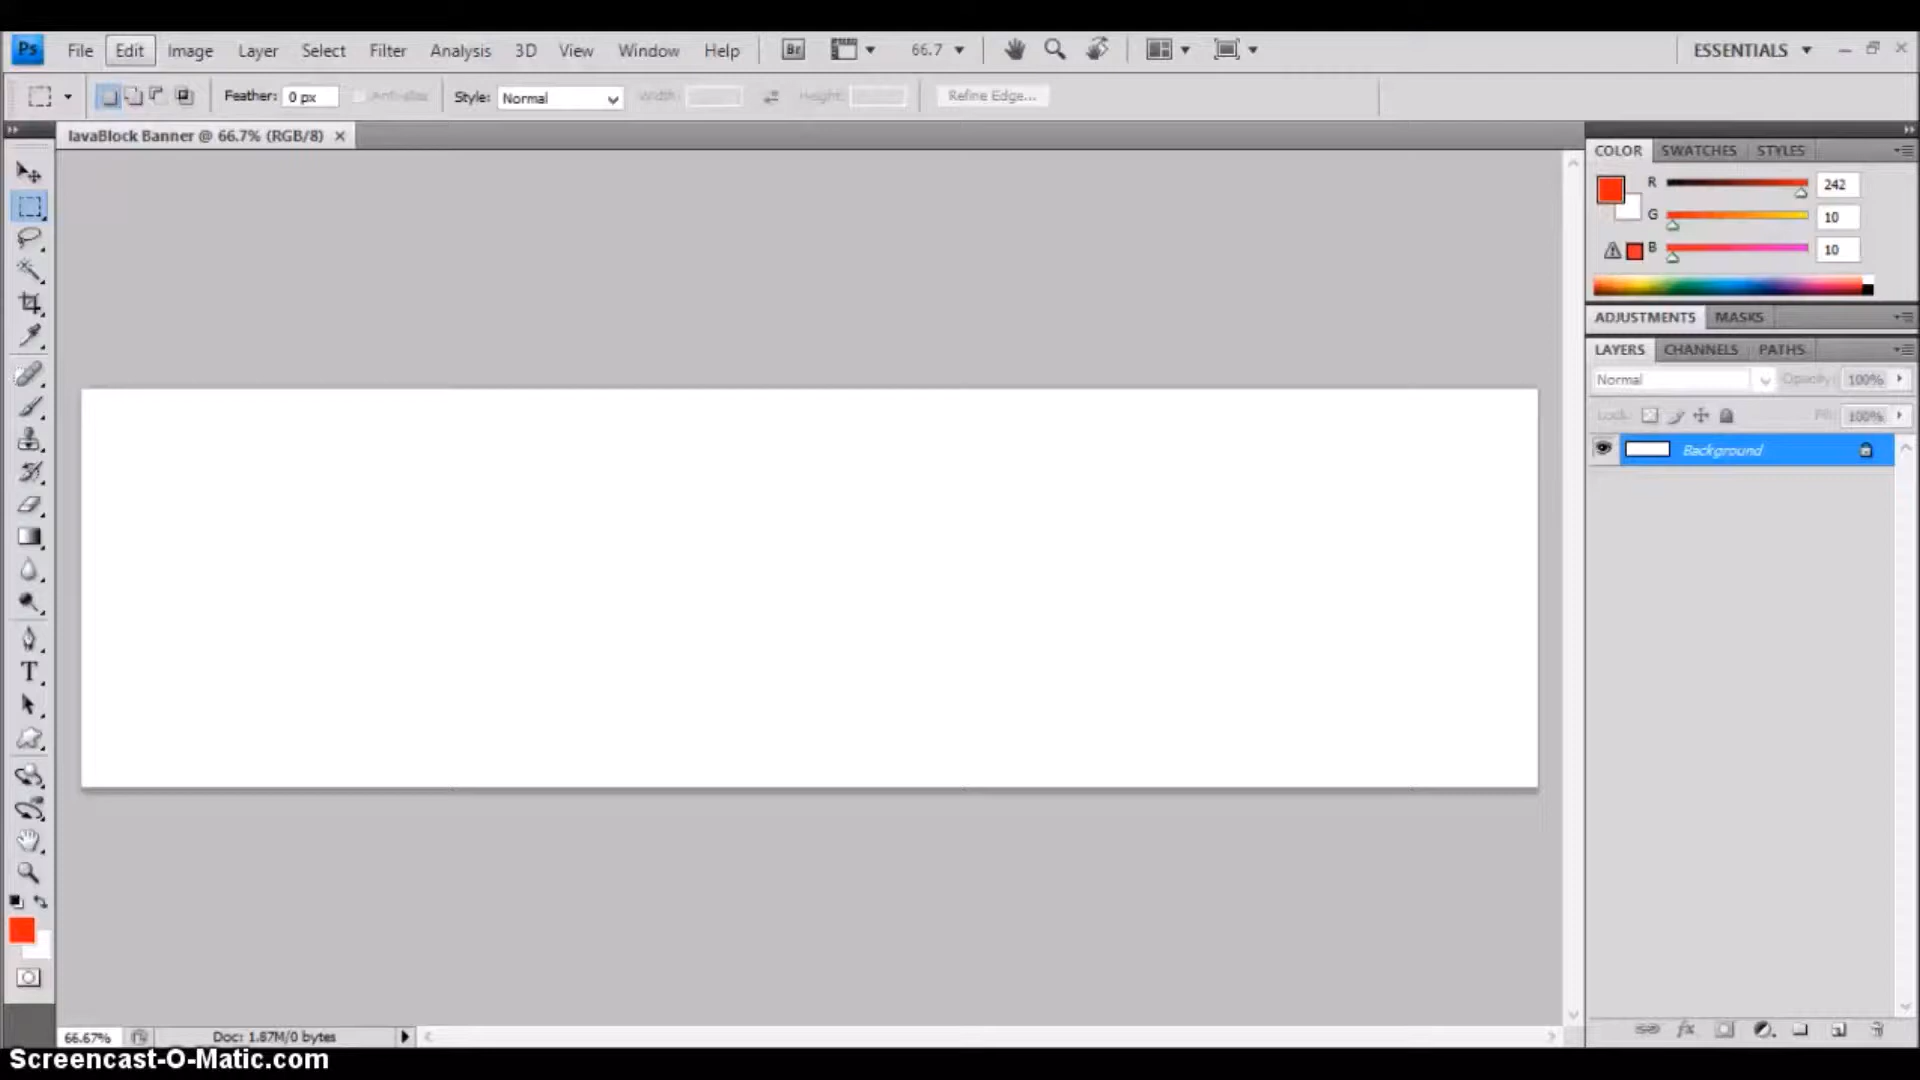 Ps File Edit Image Layer Select Filter Analysis 3D View Window Help Br 66.7 ESSENTIALS
Feather: 0 px Anti-alias Style: Normal Width: Height: Refine Edge...
lavaBlock Banner @ 66.7% (RGB/8)
COLOR SWATCHES STYLES
R 242
G 10
B 10
ADJUSTMENTS MASKS
LAYERS CHANNELS PATHS
Normal Opacity: 100%
Lock: Fill: 100%
Background
T
66.67% Doc: 1.87M/0 bytes
Screencast-O-Matic.com